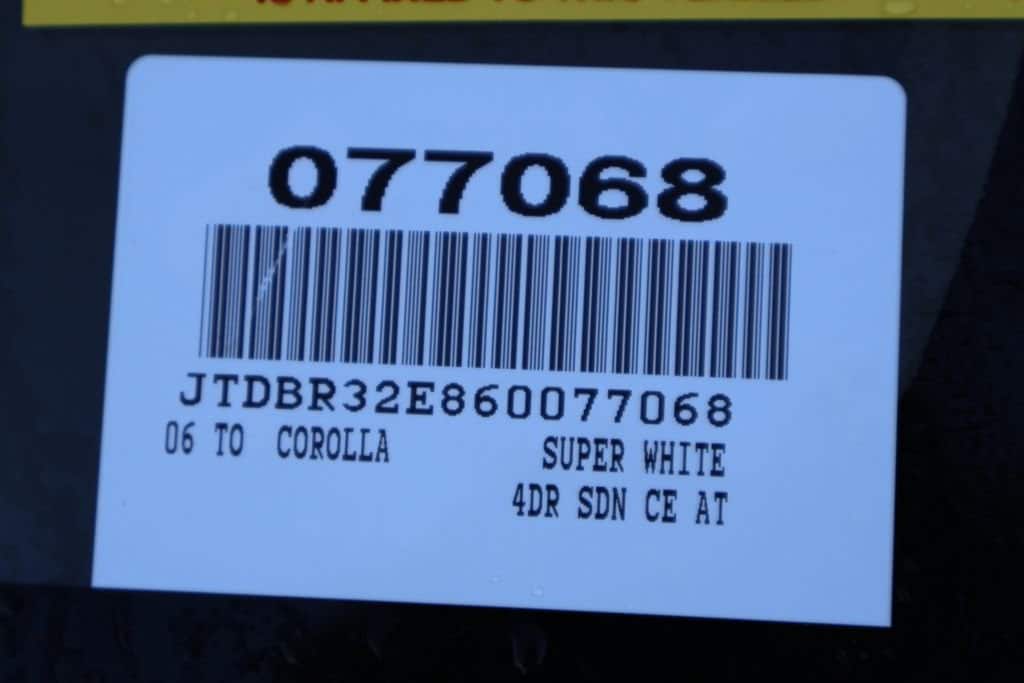 077068
JTDBR32E860077068
06 TO COROLLA SUPER WHITE
4DR SDN CE AT